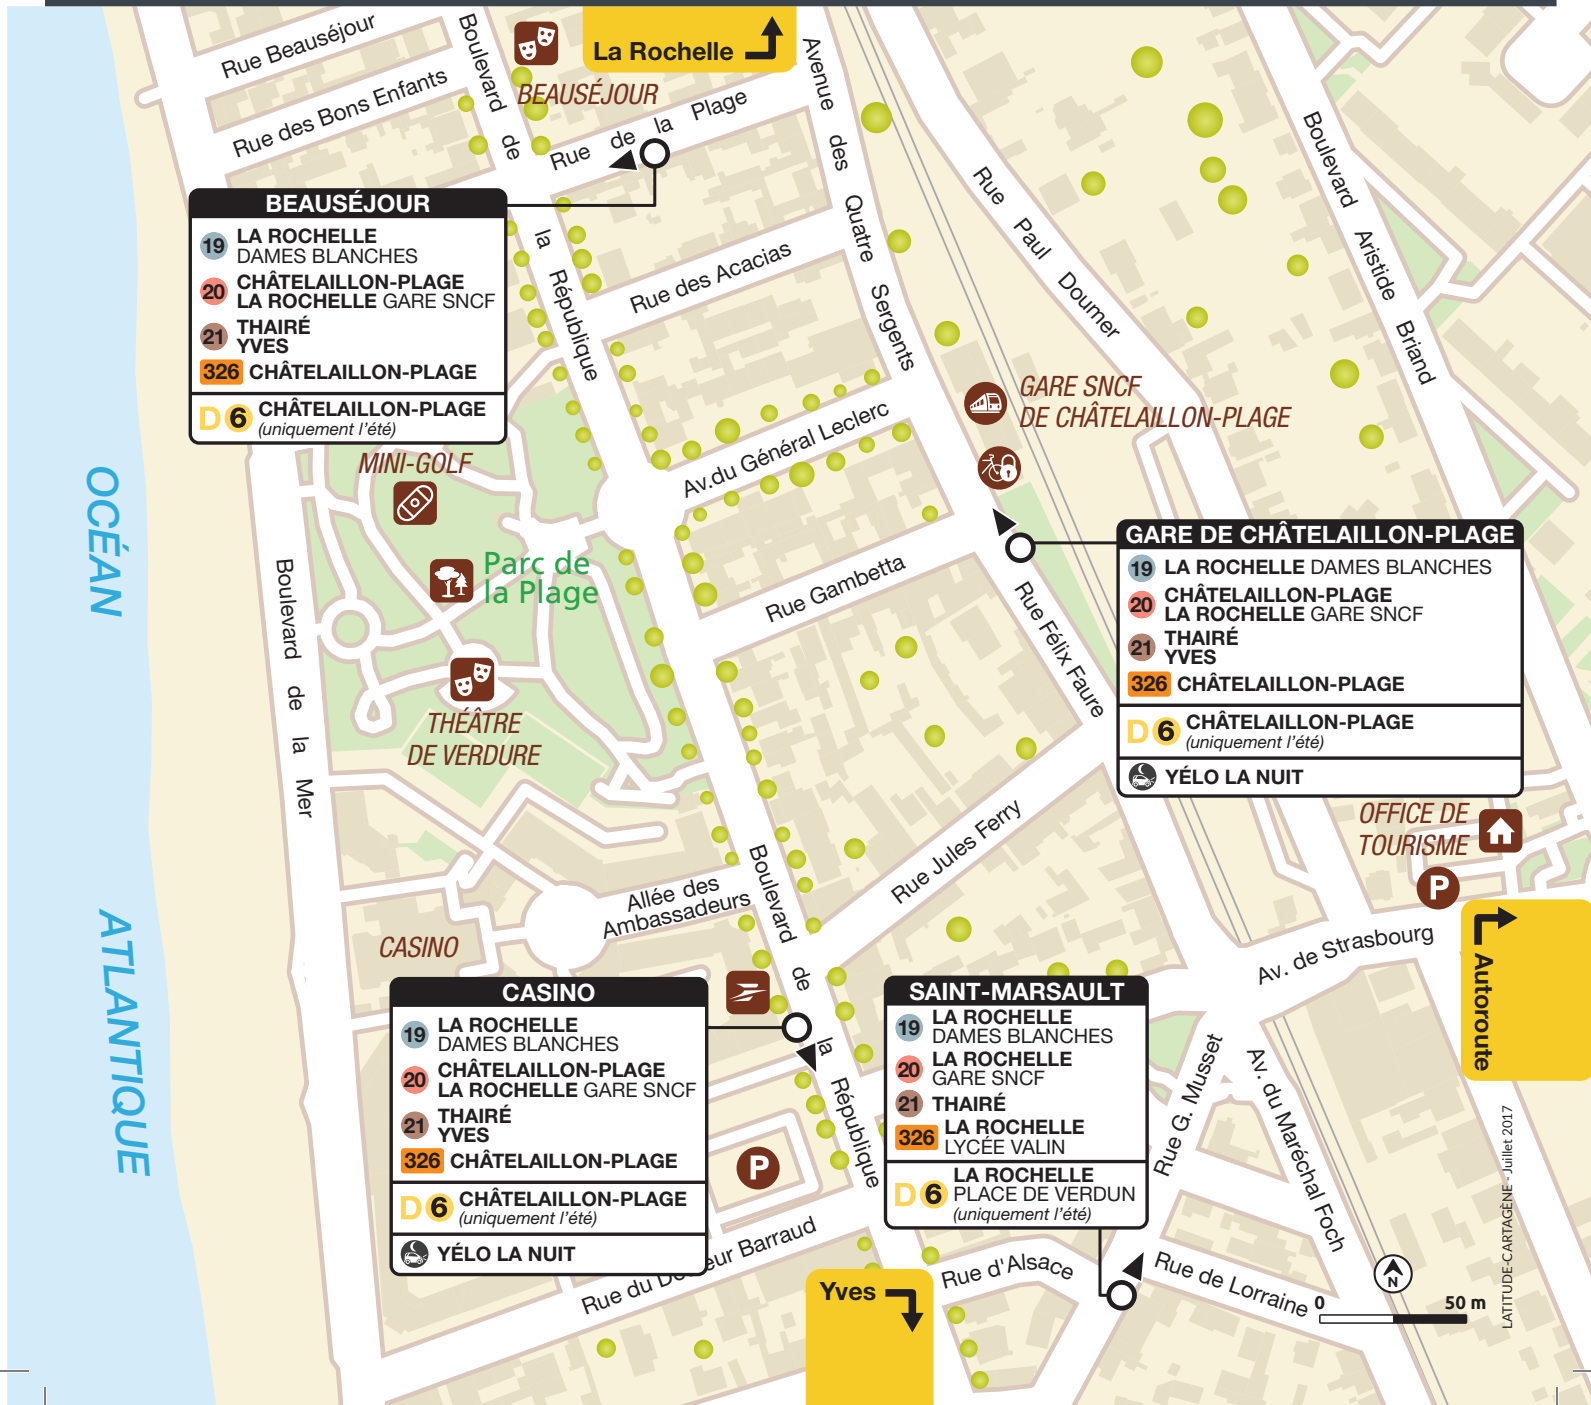 La Rochelle
Rue Beauséjour
Rue des Bons Enfants
Boulevard de la République
BEAUSÉJOUR
Rue de la Plage
Avenue des Quatre Sergents
Rue Paul Doumer
Boulevard Aristide Briand
BEAUSÉJOUR
19 LA ROCHELLE
DAMES BLANCHES
20 CHÂTELAILLON-PLAGE
LA ROCHELLE GARE SNCF
21 THAIRÉ
YVES
326 CHÂTELAILLON-PLAGE
D 6 CHÂTELAILLON-PLAGE
(uniquement l'été)
Rue des Acacias
GARE SNCF
DE CHÂTELAILLON-PLAGE
Av.du Général Leclerc
MINI-GOLF
OCÉAN
ATLANTIQUE
Parc de
la Plage
Rue Gambetta
Boulevard de la Mer
THÉÂTRE
DE VERDURE
Rue Félix Faure
GARE DE CHÂTELAILLON-PLAGE
19 LA ROCHELLE DAMES BLANCHES
20 CHÂTELAILLON-PLAGE
LA ROCHELLE GARE SNCF
21 THAIRÉ
YVES
326 CHÂTELAILLON-PLAGE
D 6 CHÂTELAILLON-PLAGE
(uniquement l'été)
YÉLO LA NUIT
OFFICE DE
TOURISME
P
Rue Jules Ferry
Allée des
Ambassadeurs
Boulevard de la République
Av. de Strasbourg
Autoroute
CASINO
CASINO
19 LA ROCHELLE
DAMES BLANCHES
20 CHÂTELAILLON-PLAGE
LA ROCHELLE GARE SNCF
21 THAIRÉ
YVES
326 CHÂTELAILLON-PLAGE
D 6 CHÂTELAILLON-PLAGE
(uniquement l'été)
YÉLO LA NUIT
P
SAINT-MARSAULT
19 LA ROCHELLE
DAMES BLANCHES
20 LA ROCHELLE
GARE SNCF
21 THAIRÉ
326 LA ROCHELLE
LYCÉE VALIN
D 6 LA ROCHELLE
PLACE DE VERDUN
(uniquement l'été)
Rue G. Musset
Av. du Maréchal Foch
Rue du D eur Barraud
Yves
Rue d'Alsace
Rue de Lorraine
N
0 50 m
LATITUDE-CARTAGÈNE - Juillet 2017